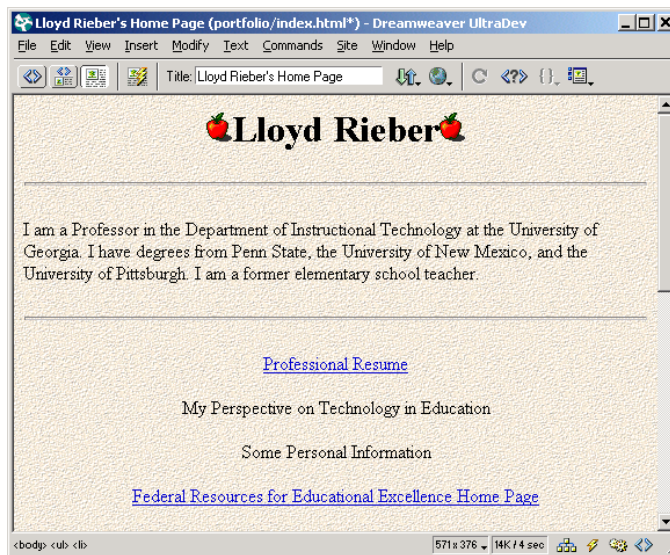 Lloyd Rieber's Home Page (portfolio/index.html*) - Dreamweaver UltraDev
File Edit View Insert Modify Text Commands Site Window Help
Title: Lloyd Rieber's Home Page
Lloyd Rieber
I am a Professor in the Department of Instructional Technology at the University of
Georgia. I have degrees from Penn State, the University of New Mexico, and the
University of Pittsburgh. I am a former elementary school teacher.
Professional Resume
My Perspective on Technology in Education
Some Personal Information
Federal Resources for Educational Excellence Home Page
<body> <ul> <li> 571 x 376 14K / 4 sec